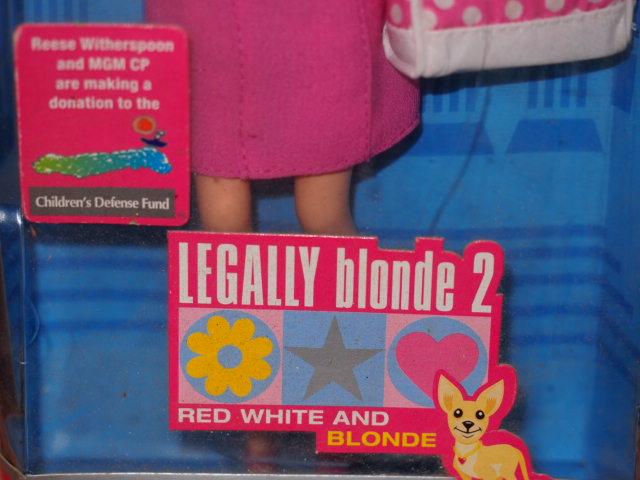 Reese Witherspoon
and MGM CP
are making a
donation to the
Children's Defense Fund
LEGALLY blonde 2
RED WHITE AND
BLONDE